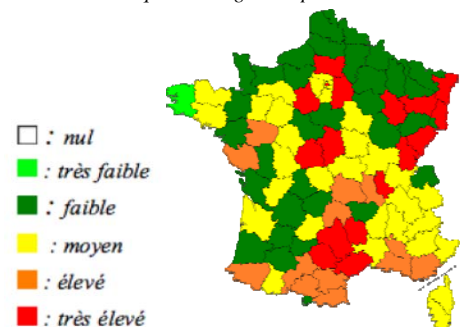 : nul
: très faible
: faible
: moyen
: élevé
: très élevé